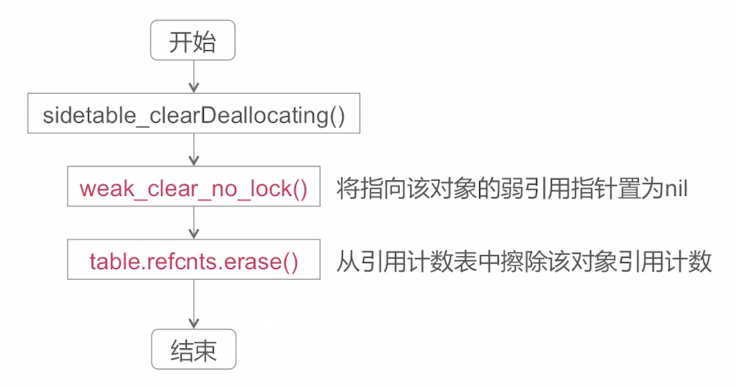 开始
sidetable_clearDeallocating()
weak_clear_no_lock() 将指向该对象的弱引用指针置为nil
table.refcnts.erase() 从引用计数表中擦除该对象引用计数
结束